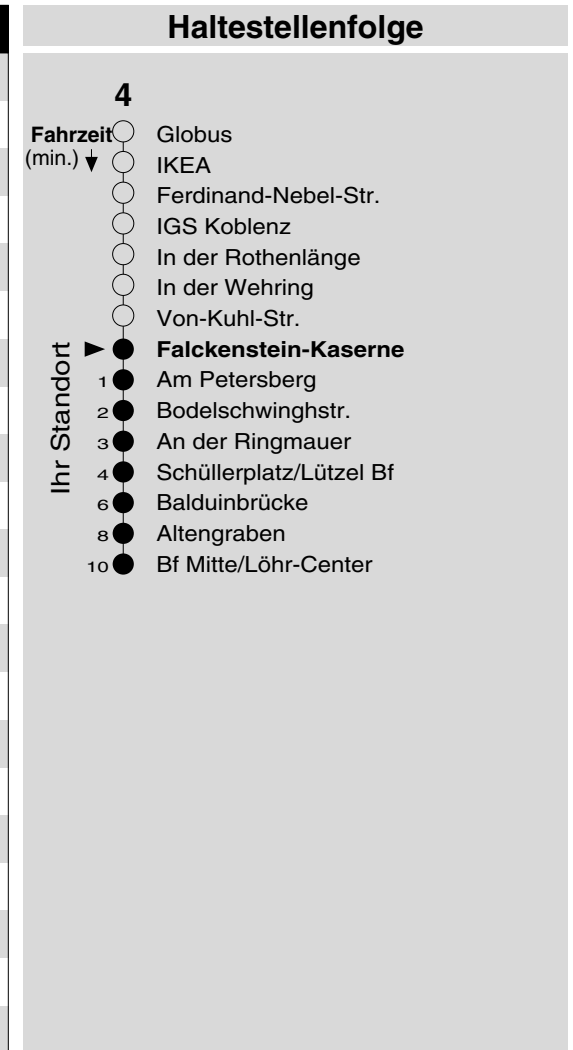 Haltestellenfolge
4
Fahrzeit Globus
(min.) IKEA
Ferdinand-Nebel-Str.
IGS Koblenz
In der Rothenlänge
In der Wehring
Von-Kuhl-Str.
Ihr Standort
Falckenstein-Kaserne
1 Am Petersberg
2 Bodelschwinghstr.
3 An der Ringmauer
4 Schüllerplatz/Lützel Bf
6 Balduinbrücke
8 Altengraben
10 Bf Mitte/Löhr-Center